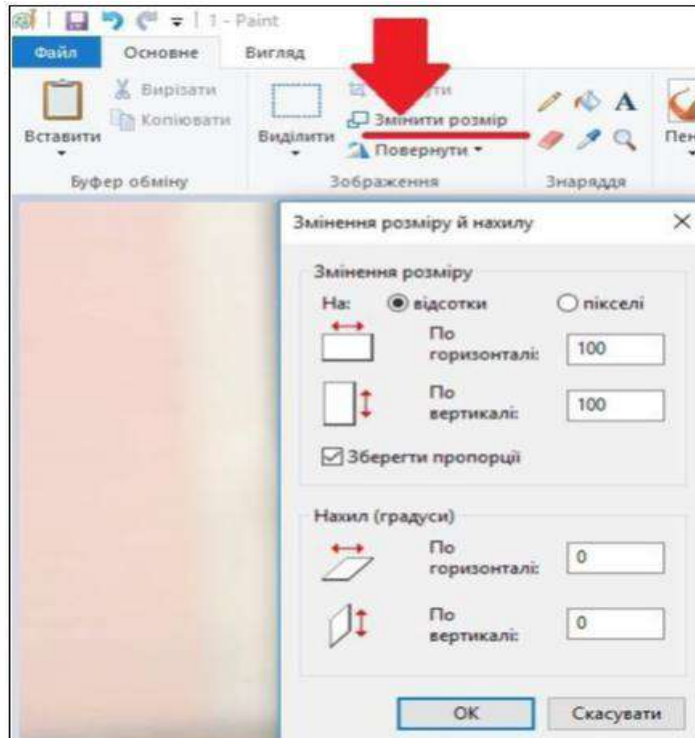 1 - Paint
Файл Основне Вигляд
Вставити
Вирізати
Копіювати
Буфер обміну
Виділити
Змінити розмір
Повернути
Зображення
Знаряддя
Змінення розміру й нахилу
Змінення розміру
На: відсотки пікселі
По горизонталі: 100
По вертикалі: 100
Зберегти пропорції
Нахил (градуси)
По горизонталі: 0
По вертикалі: 0
ОК Скасувати